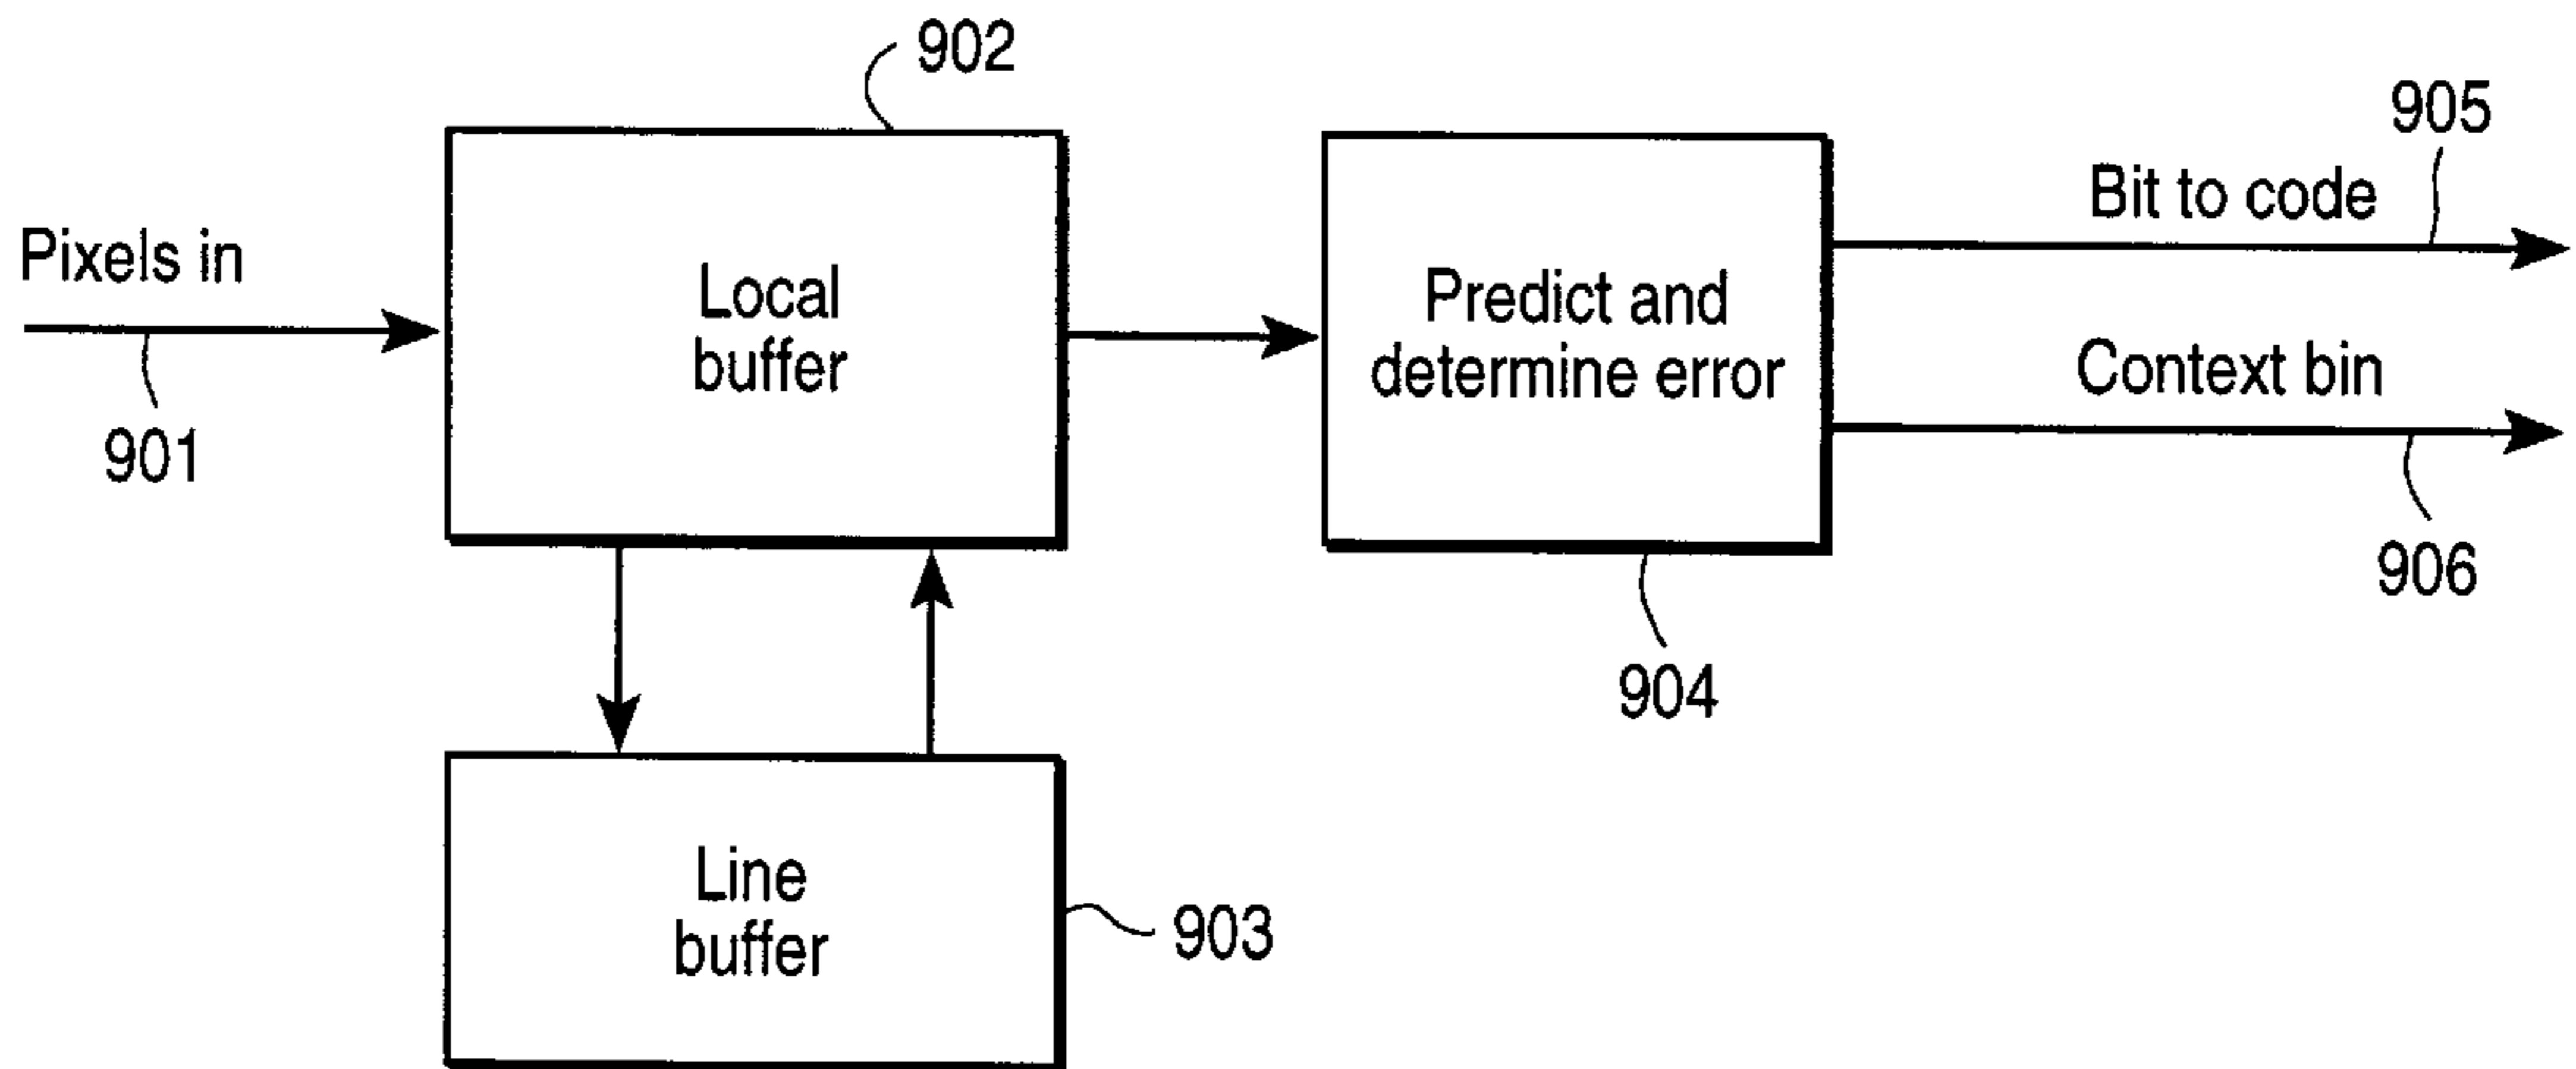 902
905
Bit to code
Pixels in
Local
buffer
Predict and
determine error
Context bin
901
906
904
Line
buffer
903